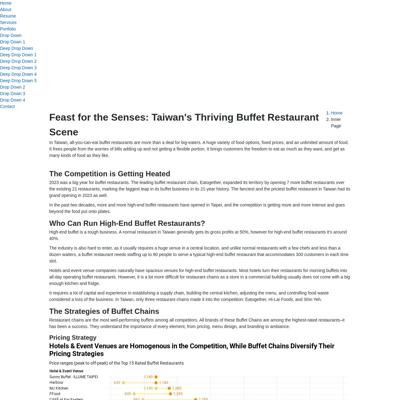 Home
About
Resume
Services
Portfolio
Drop Down
Drop Down 1
Deep Drop Down
Deep Drop Down 1
Deep Drop Down 2
Deep Drop Down 3
Deep Drop Down 4
Deep Drop Down 5
Drop Down 2
Drop Down 3
Drop Down 4
Contact
Feast for the Senses: Taiwan's Thriving Buffet Restaurant
Scene
1. Home
2. Inner
Page
In Taiwan, all-you-can-eat buffet restaurants are more than a deal for big-eaters. A huge variety of food options, fixed prices, and an unlimited amount of food.
It frees people from the worries of bills adding up and not getting a flexible portion. It brings customers the freedom to eat as much as they want, and get as
many kinds of food as they like.
The Competition is Getting Heated
2023 was a big year for buffet restaurants. The leading buffet restaurant chain, Eatogether, expanded its territory by opening 7 more buffet restaurants over
the existing 21 restaurants, marking the biggest leap in its buffet business in its 21-year history. The fanciest and the priciest buffet restaurant in Taiwan had its
grand opening in 2023 as well.
In the past two decades, more and more high-end buffet restaurants have opened in Taipei, and the competition is getting more and more intense and goes
beyond the food put onto plates.
Who Can Run High-End Buffet Restaurants?
High-end buffet is a tough business. A normal restaurant in Taiwan generally gets its gross profits at 50%, however for high-end buffet restaurants it's around
40%.
The industry is also hard to enter, as it usually requires a huge venue in a central location, and unlike normal restaurants with a few chefs and less than a
dozen waiters, a buffet restaurant needs staffing up to 80 people to serve a typical high-end buffet restaurant that accommodates 300 customers in each time
slot.
Hotels and event venue companies naturally have spacious venues for high-end buffet restaurants. Most hotels turn their restaurants for morning buffets into
all-day operating buffet restaurants. However, it is a lot more difficult for restaurant chains as a store in a commercial building usually does not come with a big
enough kitchen and fridge.
It requires a lot of capital and experience in establishing a supply chain, building the central kitchen, adjusting the menu, and controlling food waste
considered a loss of the business. In Taiwan, only three restaurant chains made it into the competition: Eatogether, Hi-Lai Foods, and Shin Yeh.
The Strategies of Buffet Chains
Restaurant chains are the most well-performing buffets among all competitors. All brands of these Buffet Chains are among the highest-rated restaurants–it
has become a success. They understand the importance of every element, from pricing, menu design, and branding to ambiance.
Pricing Strategy
Hotels & Event Venues are Homogenous in the Competition, While Buffet Chains Diversify Their
Pricing Strategies
Price ranges (peak to off-peak) of the Top 15 Rated Buffet Restaurants
Hotel & Event Venue
Sunny Buffet - ILLUME TAIPEI
Harbour
NU Kitchen
FFood